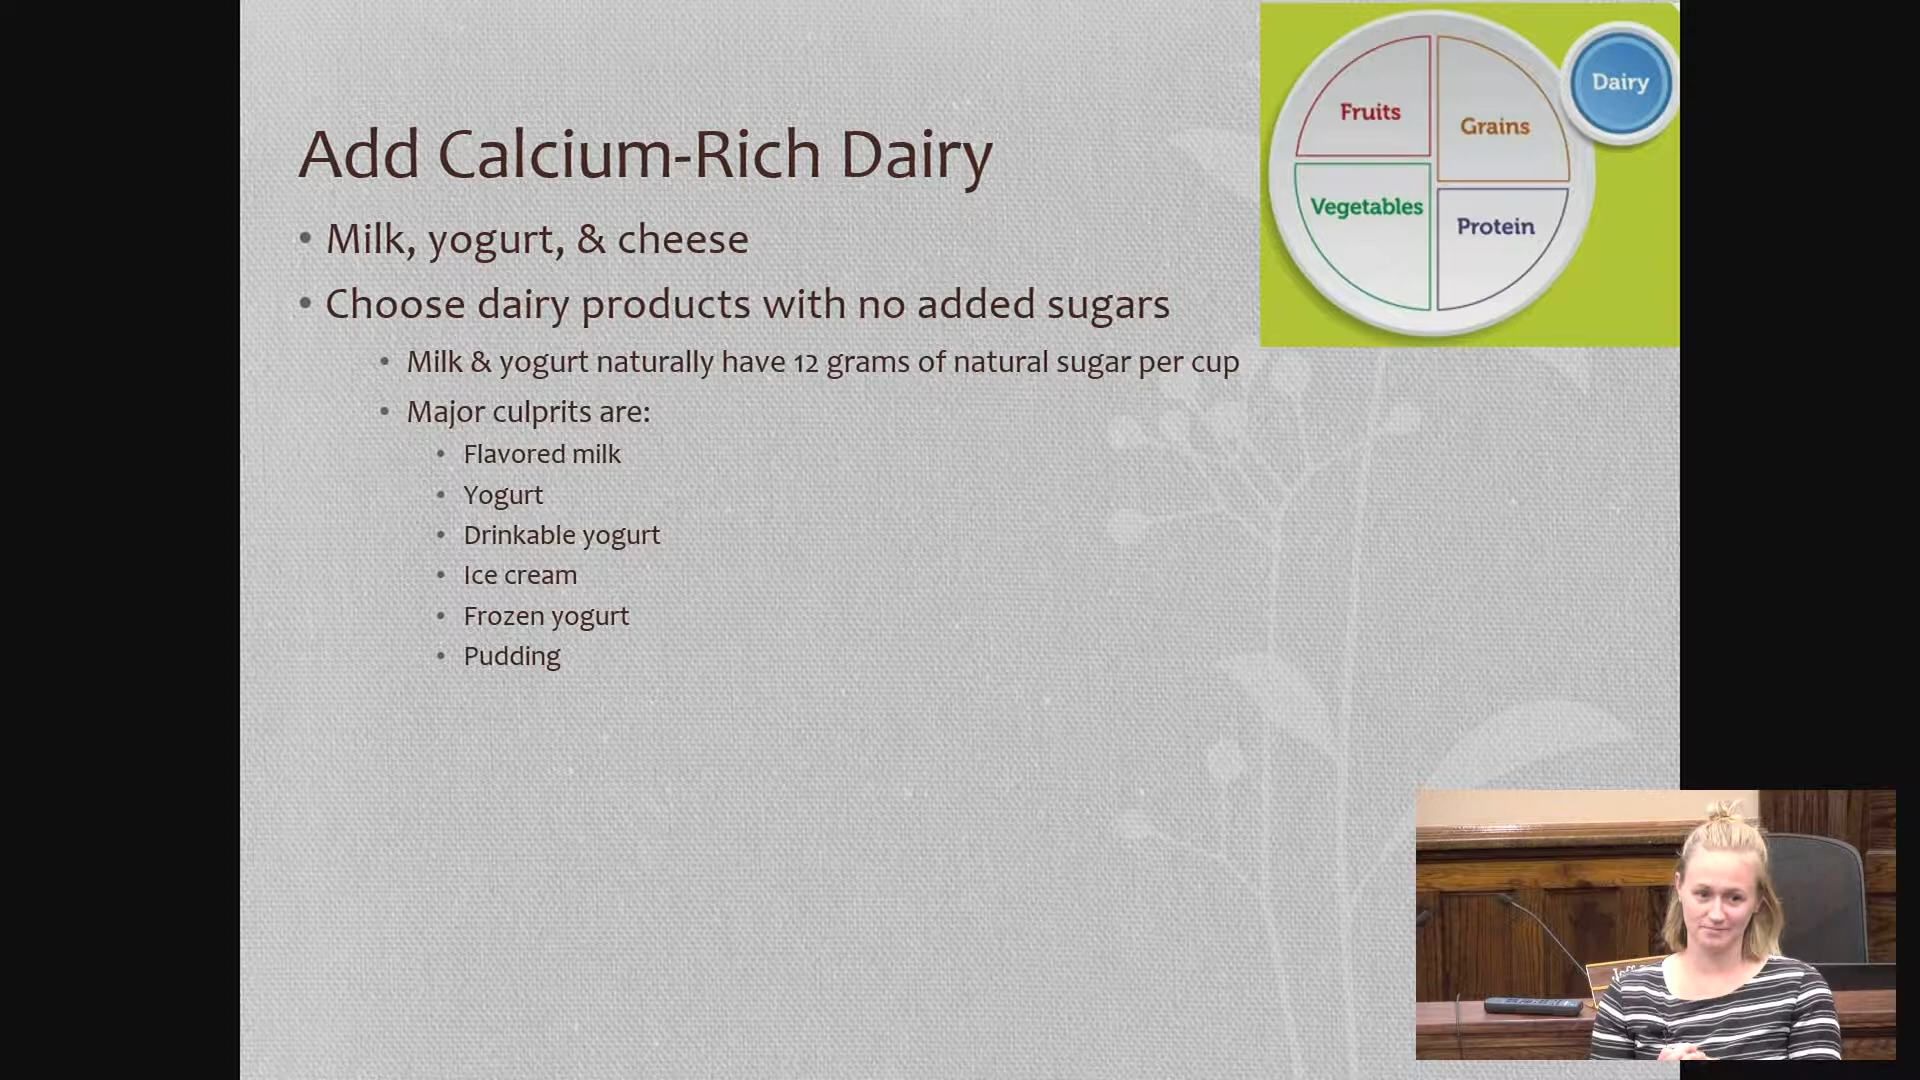 Add Calcium-Rich Dairy
• Milk, yogurt, & cheese
• Choose dairy products with no added sugars
• Milk & yogurt naturally have 12 grams of natural sugar per cup
• Major culprits are:
• Flavored milk
• Yogurt
• Drinkable yogurt
• Ice cream
• Frozen yogurt
• Pudding
Fruits
Grains
Dairy
Vegetables
Protein